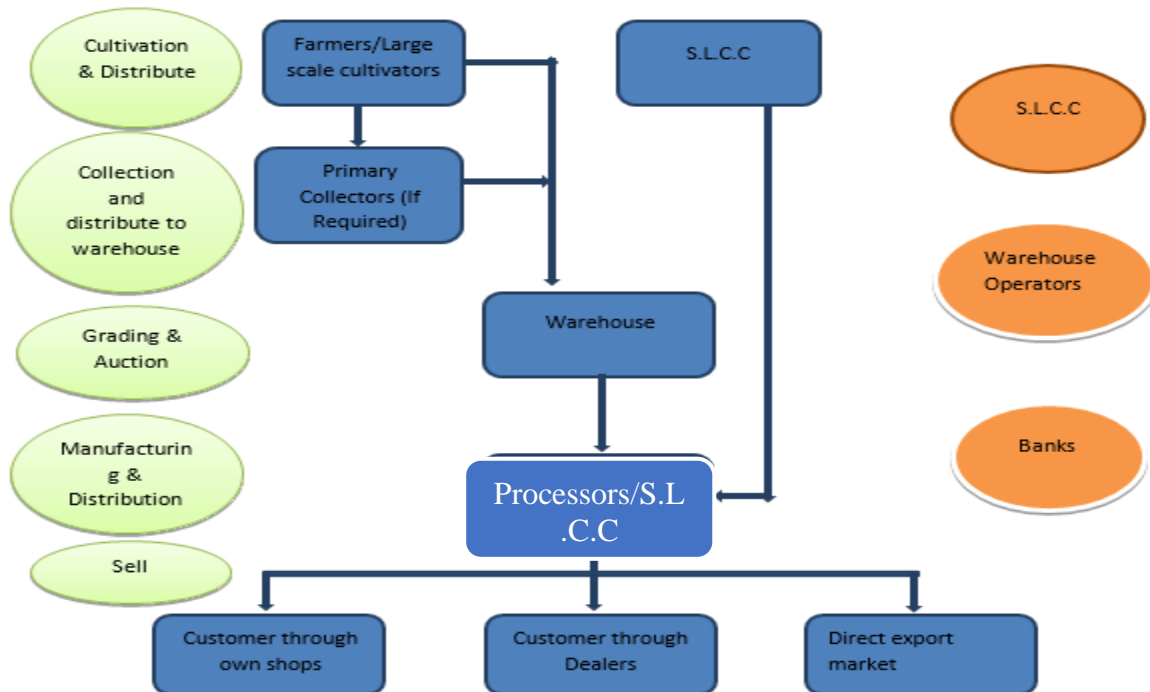 Cultivation
& Distribute
Farmers/Large
scale cultivators
S.L.C.C
S.L.C.C
Collection
and
distribute to
warehouse
Primary
Collectors (If
Required)
Warehouse
Operators
Grading &
Auction
Warehouse
Manufacturin
g &
Distribution
Processors/S.L
.C.C
Banks
Sell
Customer through
own shops
Customer through
Dealers
Direct export
market